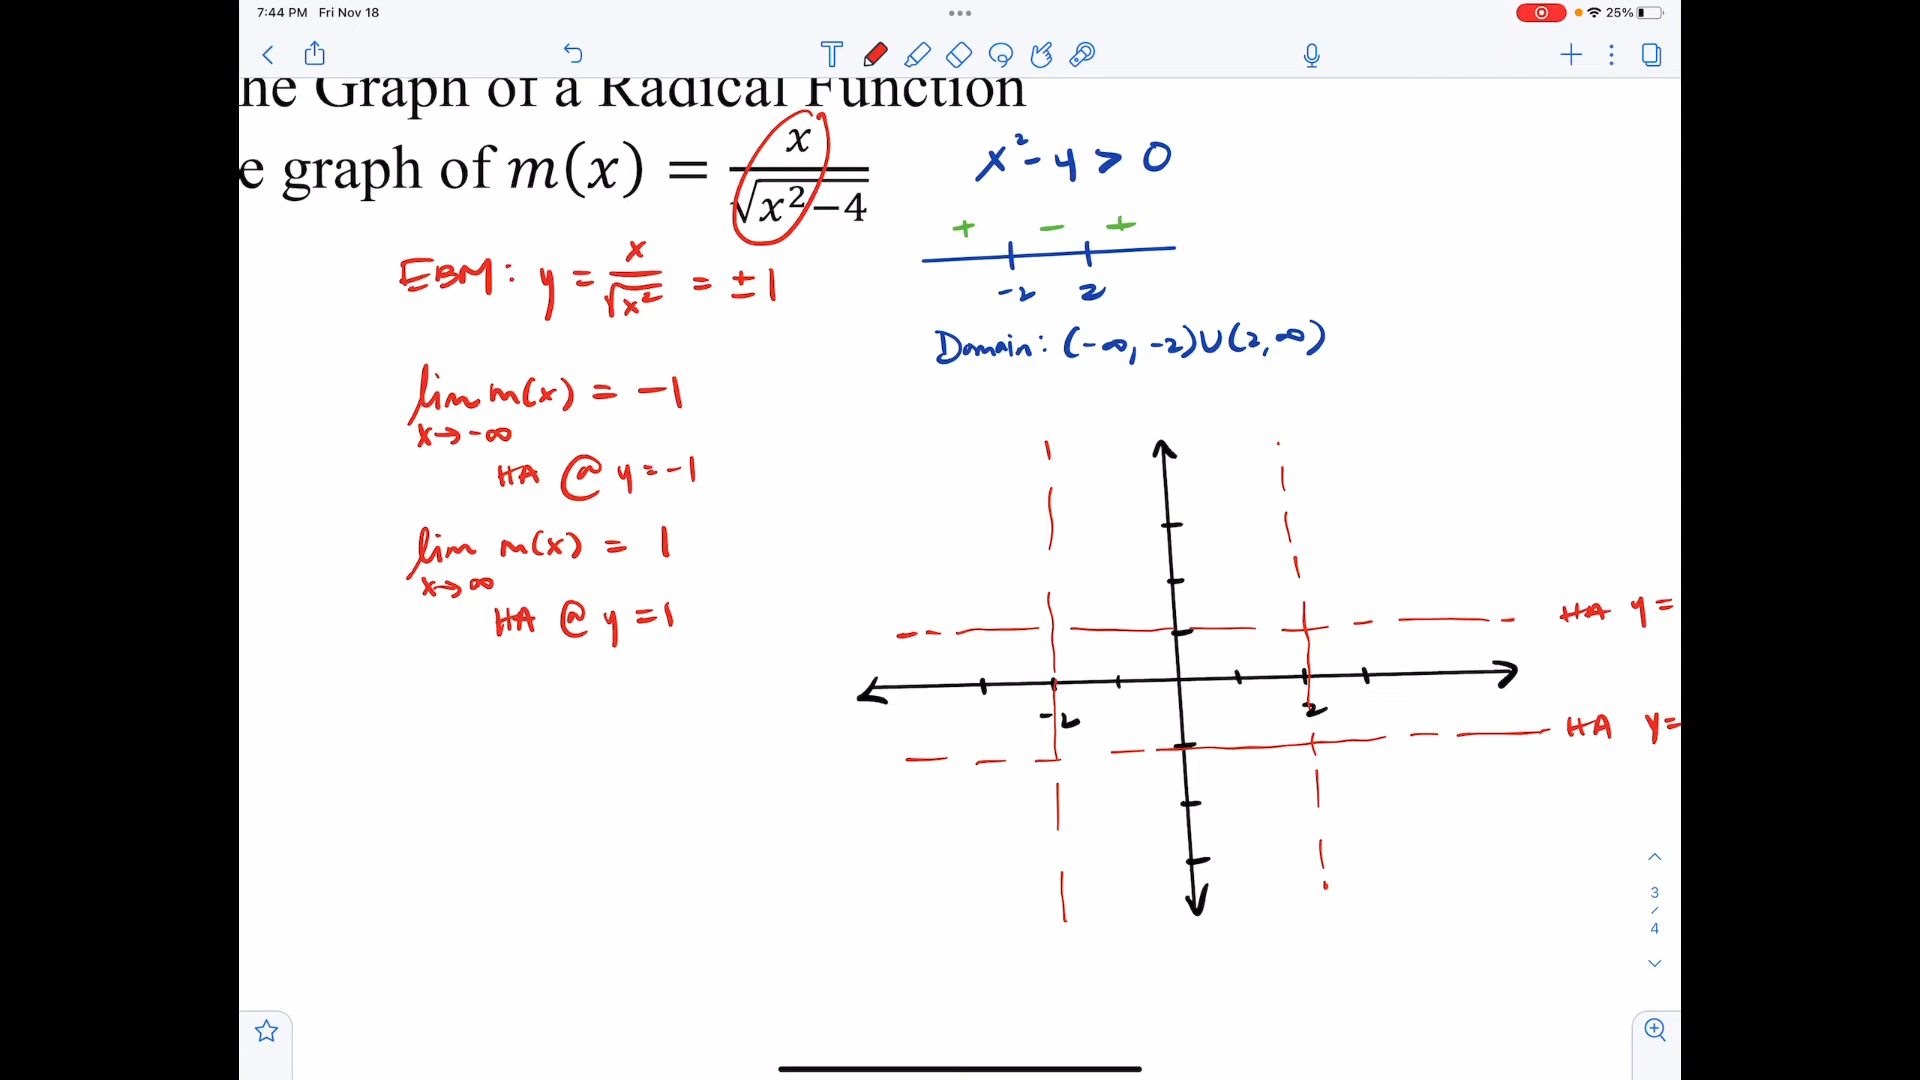 7:44 PM Fri Nov 18
25%
he Graph of a Radical Function
e graph of m(x) = x / √(x² − 4)
x² - 4 > 0
+ - +
-2 2
Domain: (-∞, -2) ∪ (2, ∞)
EBM: y = x / √x² = ±1
lim m(x) = -1
x → -∞
HA @ y = -1
lim m(x) = 1
x → ∞
HA @ y = 1
HA y =
-2 2
HA y =
3 / 4